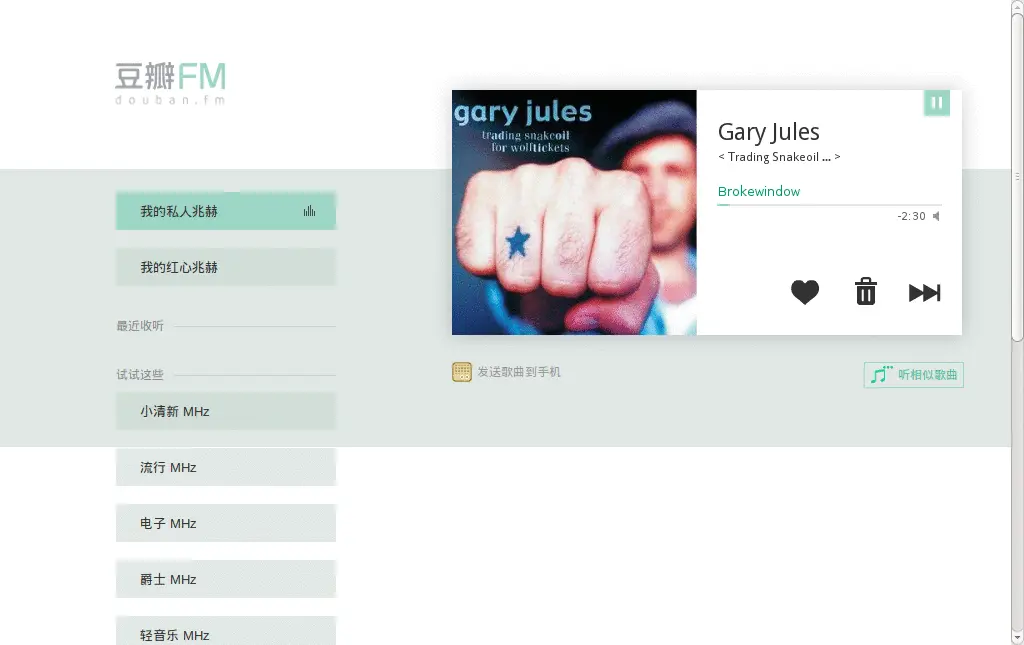 豆瓣FM
douban.fm
gary jules
trading snakeoil
for wolftickets
Gary Jules
< Trading Snakeoil ... >
Brokewindow
-2:30
我的私人兆赫
我的红心兆赫
最近收听
试试这些
小清新 MHz
流行 MHz
电子 MHz
爵士 MHz
轻音乐 MHz
发送歌曲到手机
听相似歌曲